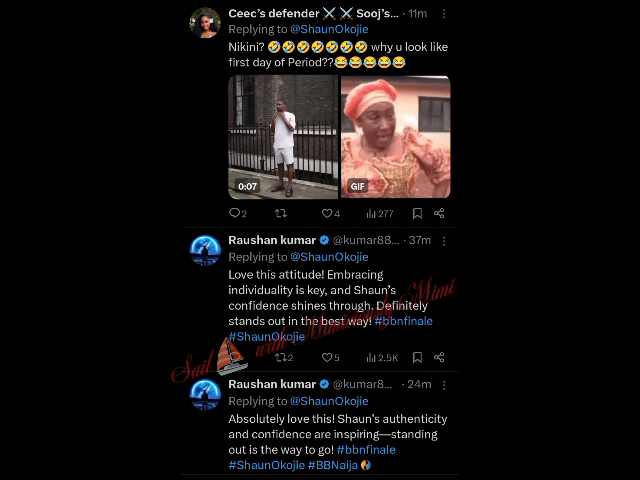 Ceec's defender ⚔️ ⚔️ Sooj's... · 11m
Replying to @ShaunOkojie
Nikini? 🤣🤣🤣🤣🤣🤣🤣 why u look like
first day of Period??😂😂😂😂😂
0:07
GIF
2 4 277
Raushan kumar @kumar88... · 37m
Replying to @ShaunOkojie
Love this attitude! Embracing
individuality is key, and Shaun's
confidence shines through. Definitely
stands out in the best way! #bbnfinale
#ShaunOkojie
Sail with Mimiviously Mimi
2 5 2.5K
Raushan kumar @kumar8... · 24m
Replying to @ShaunOkojie
Absolutely love this! Shaun's authenticity
and confidence are inspiring—standing
out is the way to go! #bbnfinale
#ShaunOkojie #BBNaija